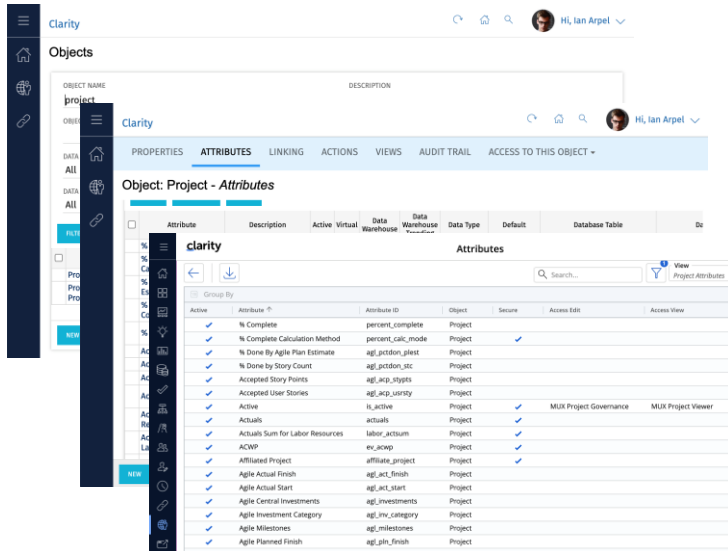 Clarity
Hi, Ian Arpel
Objects
OBJECT NAME
DESCRIPTION
project
Clarity
Hi, Ian Arpel
PROPERTIES ATTRIBUTES LINKING ACTIONS VIEWS AUDIT TRAIL ACCESS TO THIS OBJECT
DATA
All
Object: Project - Attributes
DATA
All
Attribute Description Active Virtual Data Warehouse Data Warehouse Data Type Default Database Table
FILTE
clarity
Attributes
Search...
1
View
Project Attributes
Group By
Active Attribute Attribute ID Object Secure Access Edit Access View
% Complete percent_complete Project
% Complete Calculation Method percent_calc_mode Project
% Done By Agile Plan Estimate agl_pctdon_plest Project
% Done by Story Count agl_pctdon_stc Project
Accepted Story Points agl_acp_stypts Project
Accepted User Stories agl_acp_usrsty Project
Active is_active Project MUX Project Governance MUX Project Viewer
Actuals actuals Project
Actuals Sum for Labor Resources labor_actsum Project
ACWP ev_acwp Project
Affiliated Project affiliate_project Project
Agile Actual Finish agl_act_finish Project
Agile Actual Start agl_act_start Project
Agile Central Investments agl_investments Project
Agile Investment Category agl_inv_category Project
Agile Milestones agl_milestones Project
Agile Planned Finish agl_pln_finish Project
NEW
NEW